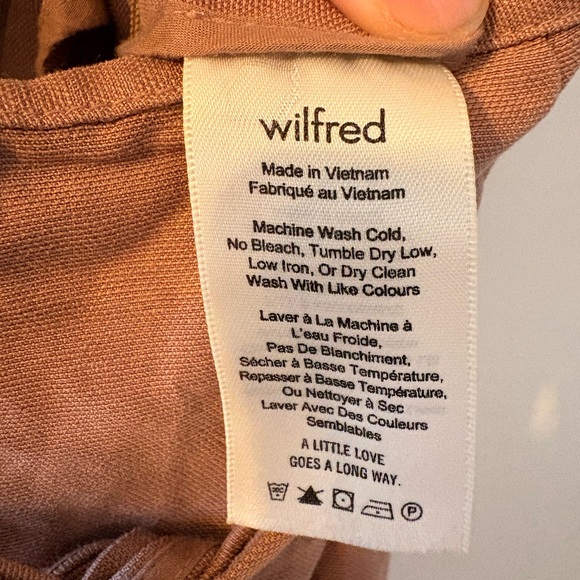 wilfred
Made in Vietnam
Fabriqué au Vietnam
Machine Wash Cold,
No Bleach, Tumble Dry Low,
Low Iron, Or Dry Clean
Wash With Like Colours
Laver à La Machine à
L'eau Froide,
Pas De Blanchiment,
Sécher à Basse Température,
Repasser à Basse Température,
Ou Nettoyer à Sec
Laver Avec Des Couleurs
Semblables
A LITTLE LOVE
GOES A LONG WAY.
30C P